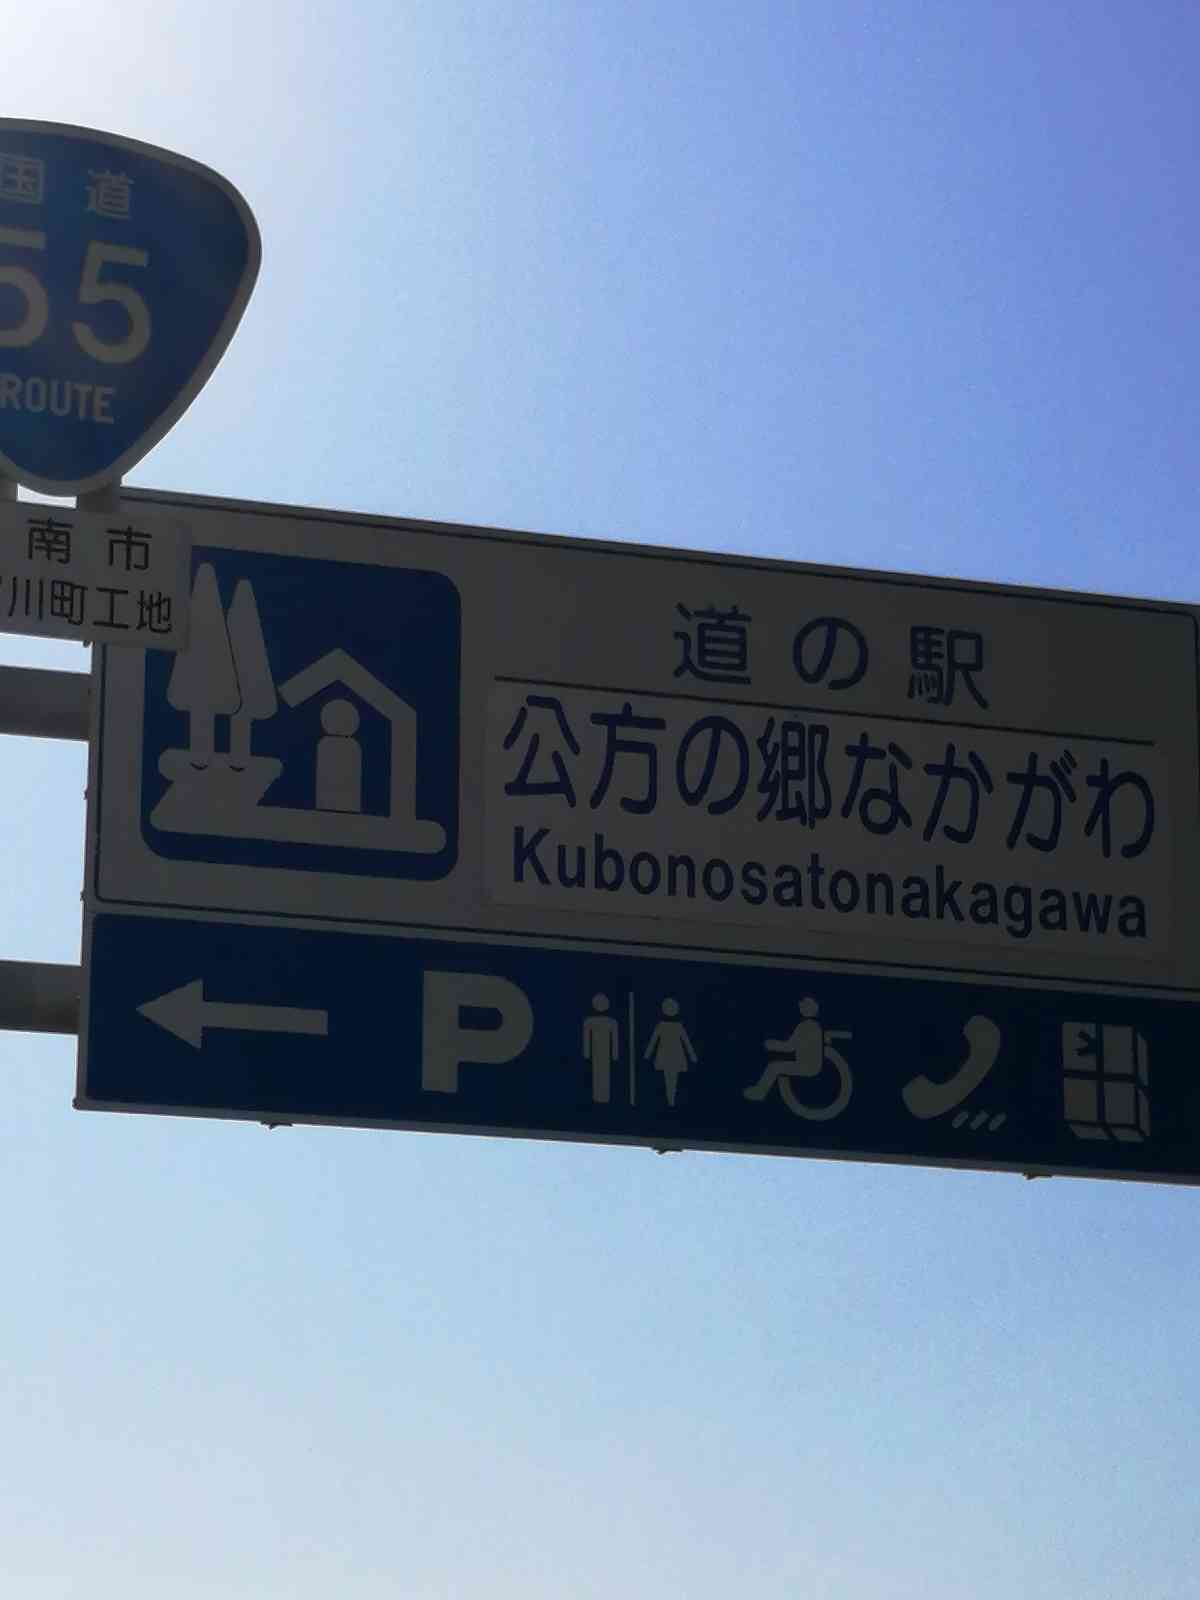 国道
55
ROUTE
南市
川町工地
道の駅
公方の郷なかがわ
Kubonosatonakagawa
P